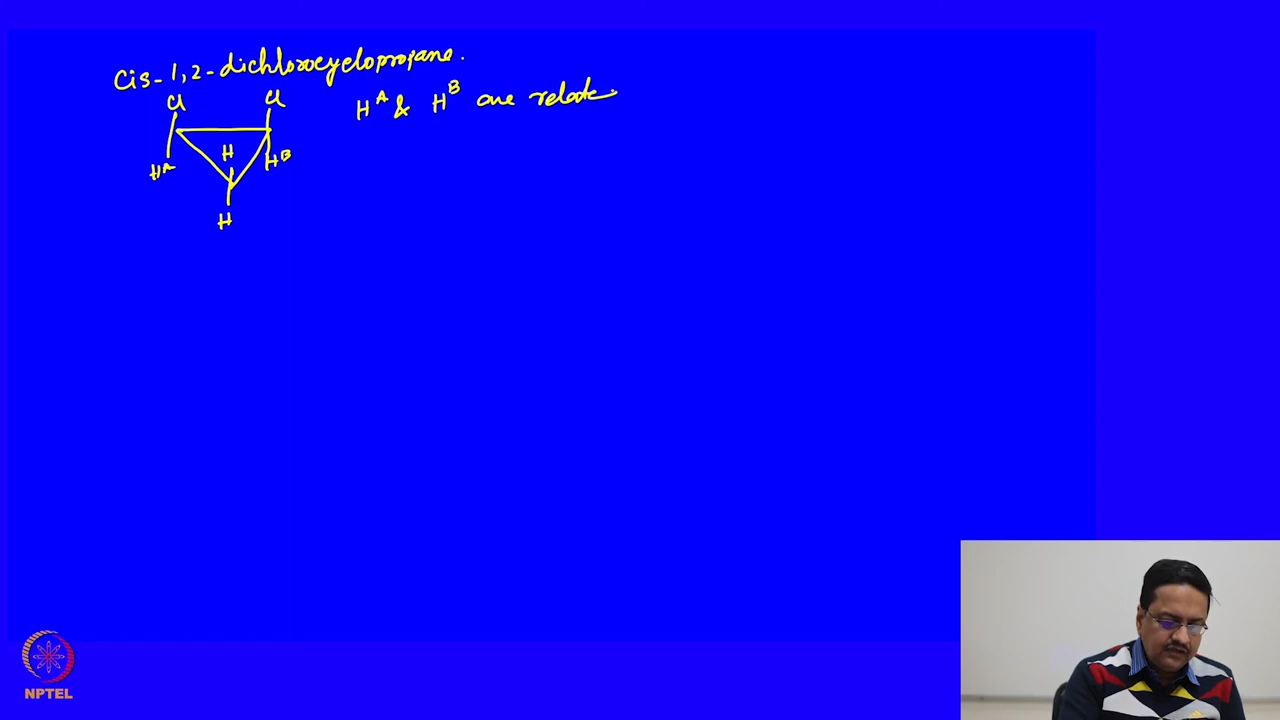 Cis-1,2-dichlorocyclopropane.
Cl Cl
H^A & H^B are relate
H
H^A H^B
H
NPTEL